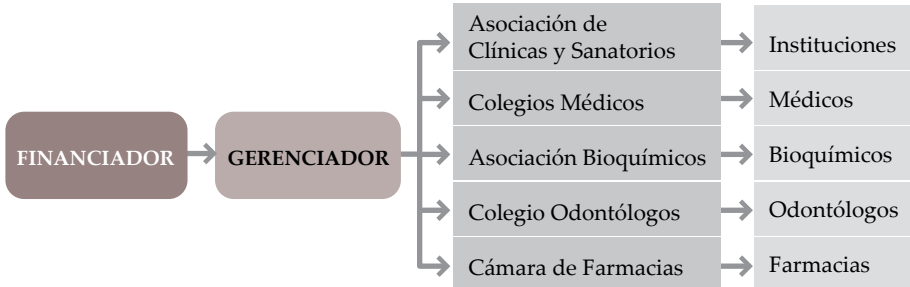 FINANCIADOR
GERENCIADOR
Asociación de
Clínicas y Sanatorios
Instituciones
Colegios Médicos
Médicos
Asociación Bioquímicos
Bioquímicos
Colegio Odontólogos
Odontólogos
Cámara de Farmacias
Farmacias